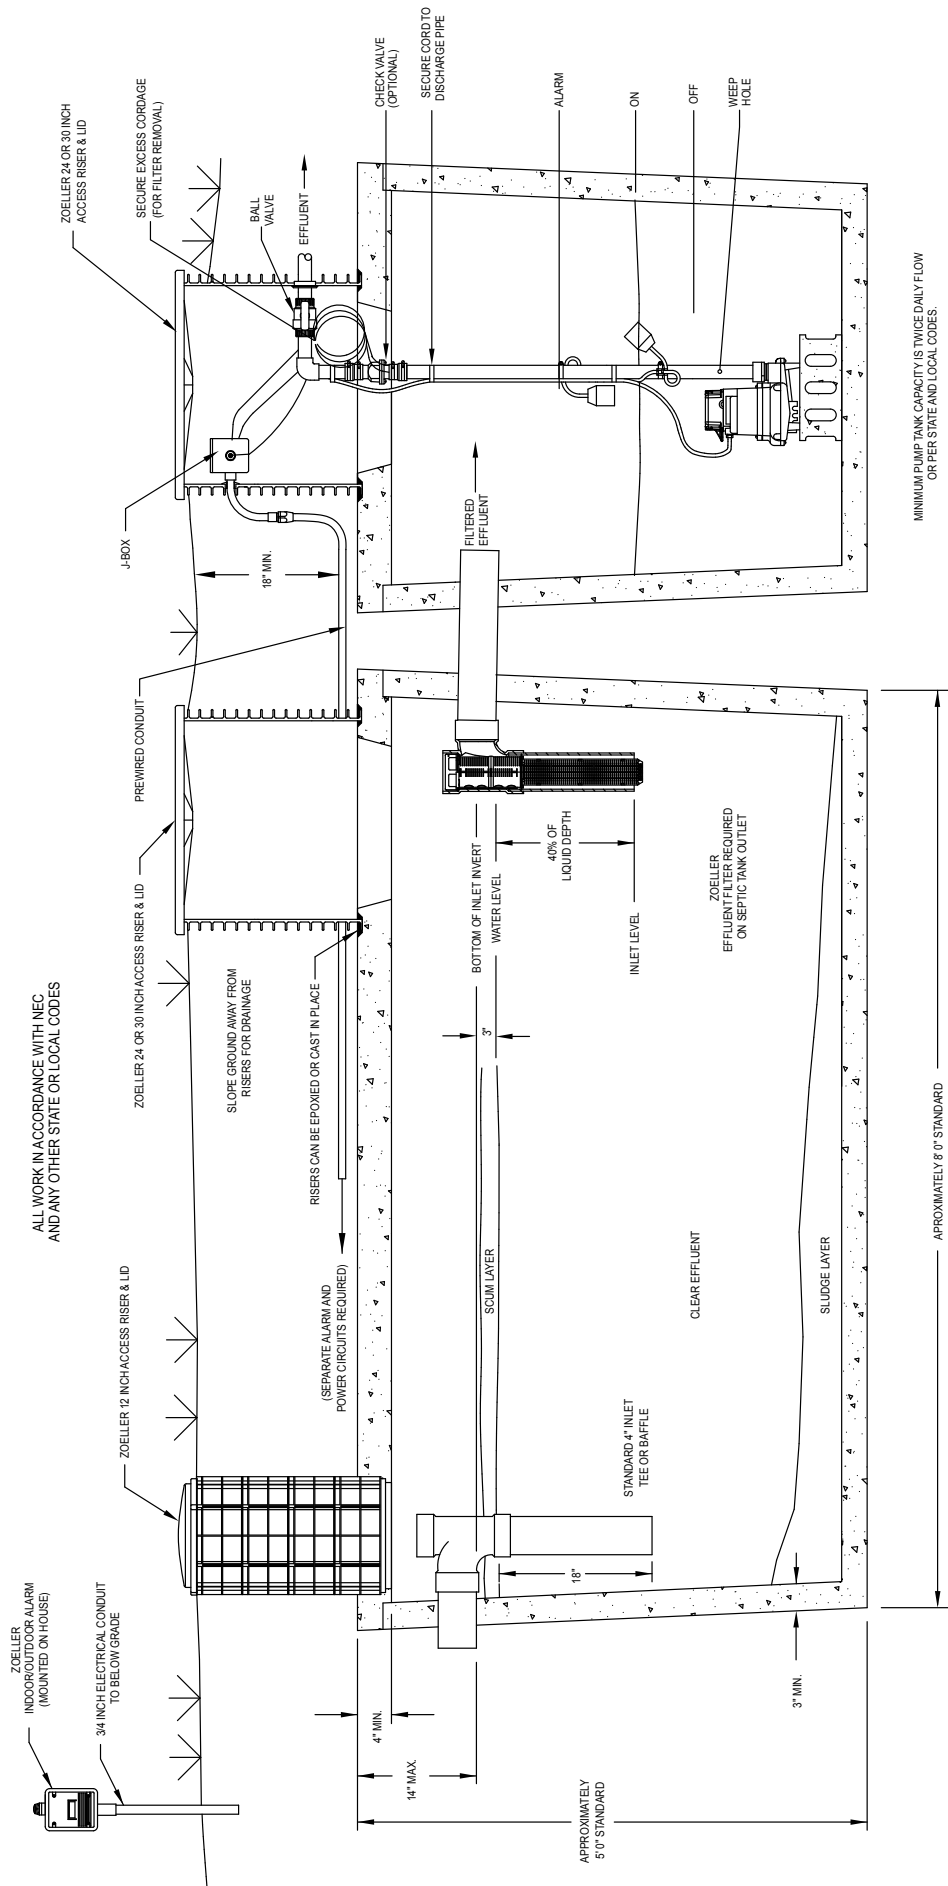 ALL WORK IN ACCORDANCE WITH NEC
AND ANY OTHER STATE OR LOCAL CODES
ZOELLER
INDOOR/OUTDOOR ALARM
(MOUNTED ON HOUSE)
3/4 INCH ELECTRICAL CONDUIT
TO BELOW GRADE
ZOELLER 12 INCH ACCESS RISER & LID
ZOELLER 24 OR 30 INCH ACCESS RISER & LID
PREWIRED CONDUIT
J-BOX
ZOELLER 24 OR 30 INCH
ACCESS RISER & LID
SECURE EXCESS CORDAGE
(FOR FILTER REMOVAL)
BALL
VALVE
EFFLUENT
SLOPE GROUND AWAY FROM
RISERS FOR DRAINAGE
18" MIN.
RISERS CAN BE EPOXIED OR CAST IN PLACE
(SEPARATE ALARM AND
POWER CIRCUITS REQUIRED)
CHECK VALVE
(OPTIONAL)
SECURE CORD TO
DISCHARGE PIPE
4" MIN.
14" MAX.
BOTTOM OF INLET INVERT
WATER LEVEL
3"
SCUM LAYER
FILTERED
EFFLUENT
ALARM
ON
OFF
WEEP
HOLE
40% OF
LIQUID DEPTH
INLET LEVEL
18"
STANDARD 4" INLET
TEE OR BAFFLE
CLEAR EFFLUENT
ZOELLER
EFFLUENT FILTER REQUIRED
ON SEPTIC TANK OUTLET
SLUDGE LAYER
3" MIN.
APPROXIMATELY
5' 0" STANDARD
APROXIMATELY 8' 0" STANDARD
MINIMUM PUMP TANK CAPACITY IS TWICE DAILY FLOW
OR PER STATE AND LOCAL CODES.